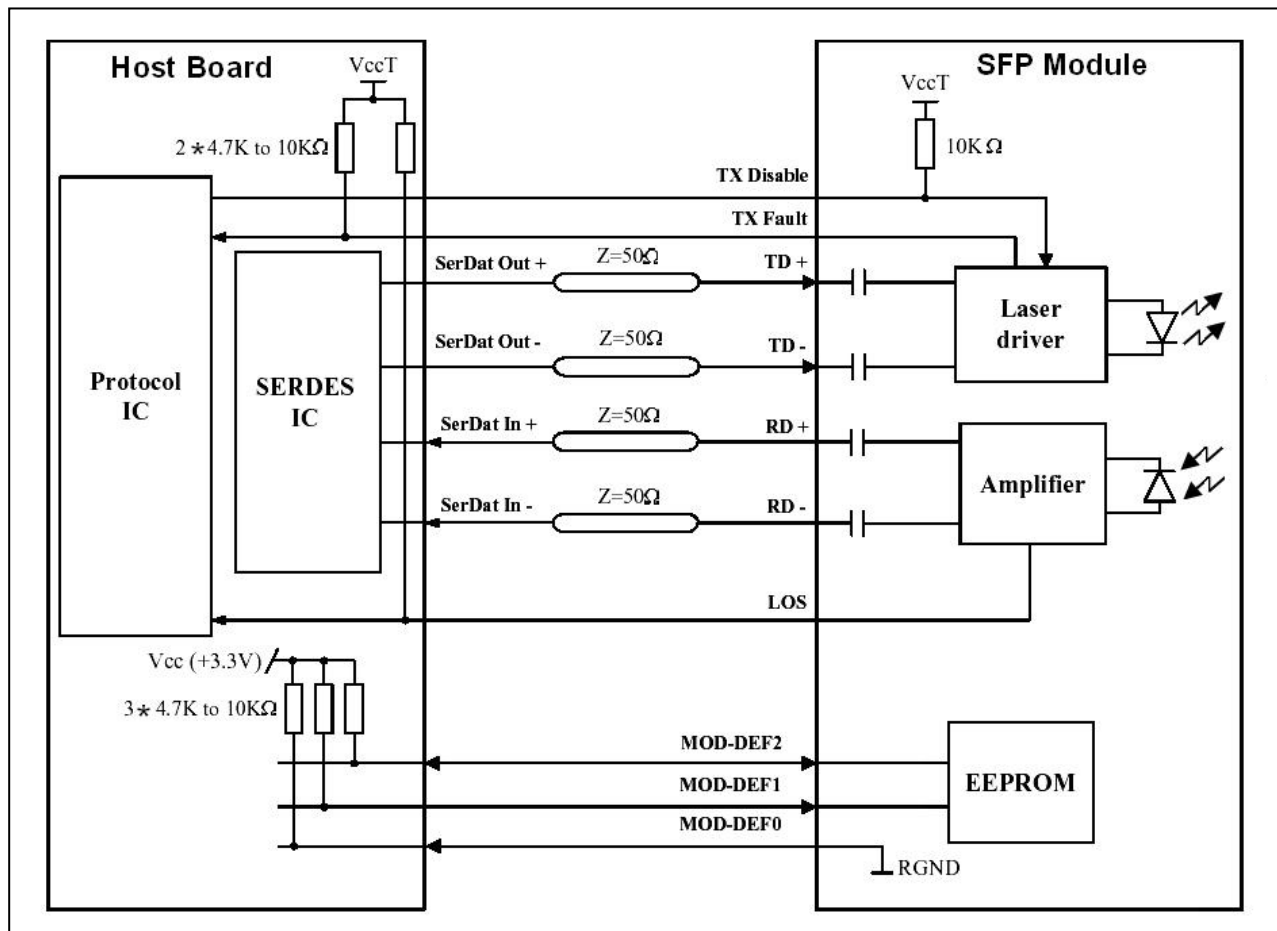 Host Board
VccT
2 * 4.7K to 10KΩ
SFP Module
VccT
10K Ω
TX Disable
TX Fault
SerDat Out +
Z=50Ω
TD +
SerDat Out -
Z=50Ω
TD -
SerDat In +
Z=50Ω
RD +
SerDat In -
Z=50Ω
RD -
Protocol
IC
SERDES
IC
Laser
driver
Amplifier
LOS
Vcc (+3.3V)
3 * 4.7K to 10KΩ
MOD-DEF2
MOD-DEF1
MOD-DEF0
EEPROM
RGND